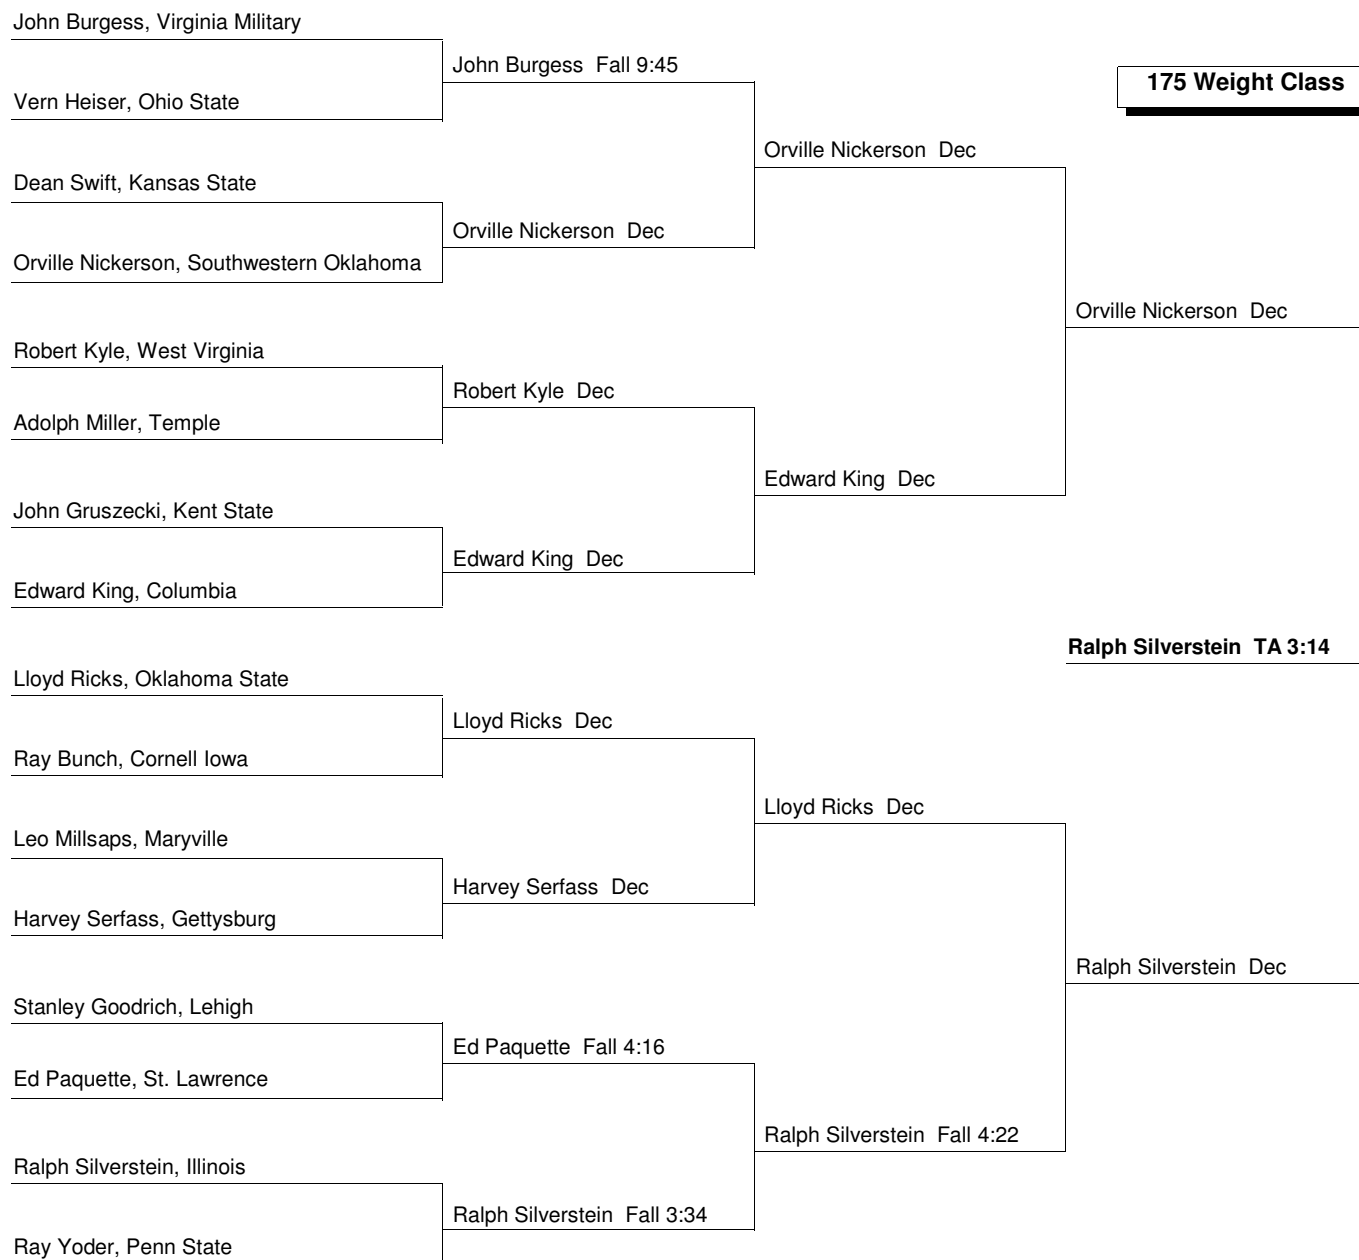 John Burgess, Virginia Military
John Burgess Fall 9:45
175 Weight Class
Vern Heiser, Ohio State
Orville Nickerson Dec
Dean Swift, Kansas State
Orville Nickerson Dec
Orville Nickerson, Southwestern Oklahoma
Orville Nickerson Dec
Robert Kyle, West Virginia
Robert Kyle Dec
Adolph Miller, Temple
Edward King Dec
John Gruszecki, Kent State
Edward King Dec
Edward King, Columbia
Ralph Silverstein TA 3:14
Lloyd Ricks, Oklahoma State
Lloyd Ricks Dec
Ray Bunch, Cornell Iowa
Lloyd Ricks Dec
Leo Millsaps, Maryville
Harvey Serfass Dec
Harvey Serfass, Gettysburg
Ralph Silverstein Dec
Stanley Goodrich, Lehigh
Ed Paquette Fall 4:16
Ed Paquette, St. Lawrence
Ralph Silverstein Fall 4:22
Ralph Silverstein, Illinois
Ralph Silverstein Fall 3:34
Ray Yoder, Penn State